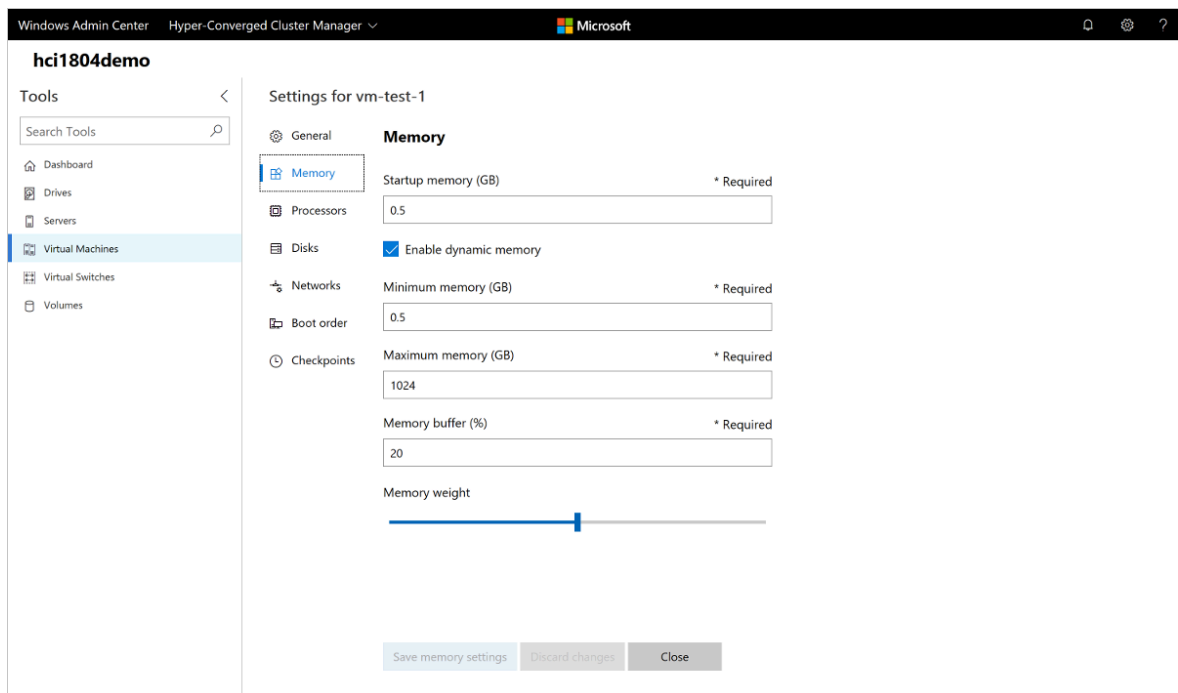 Windows Admin Center Hyper-Converged Cluster Manager Microsoft ?
hci1804demo
Tools
Search Tools
Dashboard
Drives
Servers
Virtual Machines
Virtual Switches
Volumes
Settings for vm-test-1
General
Memory
Processors
Disks
Networks
Boot order
Checkpoints
Memory
Startup memory (GB) * Required
0.5
Enable dynamic memory
Minimum memory (GB) * Required
0.5
Maximum memory (GB) * Required
1024
Memory buffer (%) * Required
20
Memory weight
Save memory settings Discard changes Close